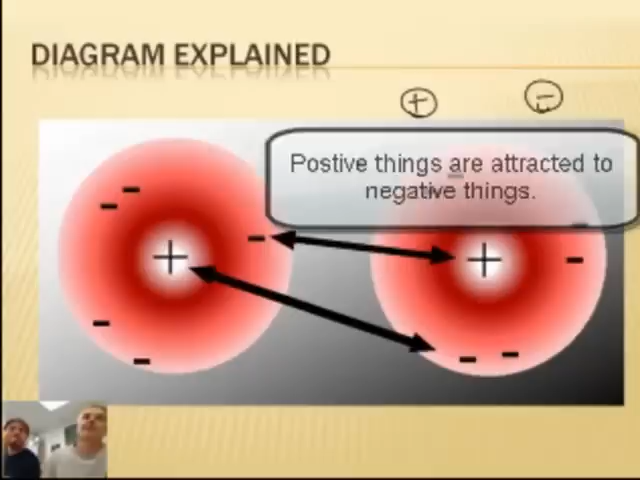 DIAGRAM EXPLAINED
+ -
Postive things are attracted to
negative things.
- -
- -
+ + -
- - -
-